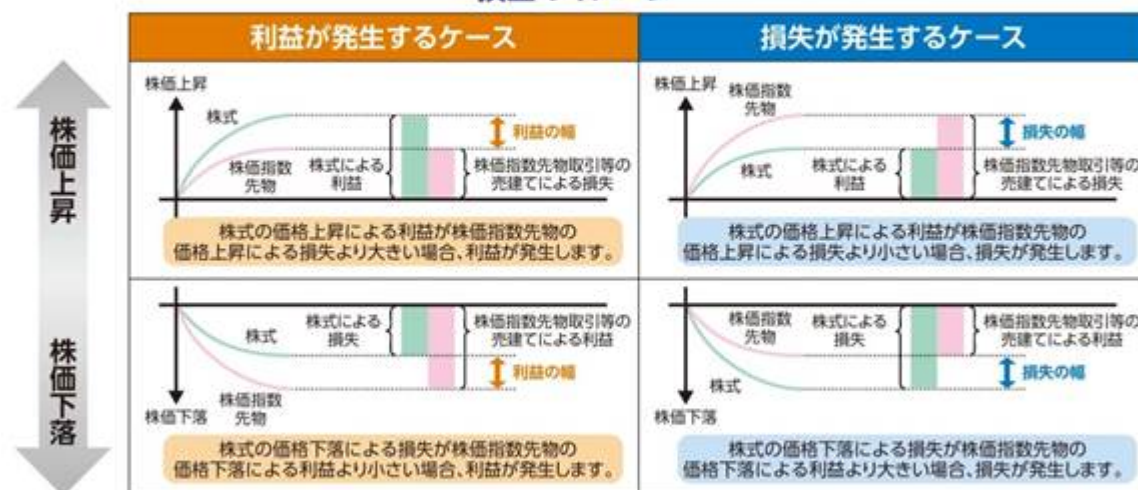 利益が発生するケース
損失が発生するケース
株価上昇
株価下落
株価上昇
株式
株価指数
先物
株式による
利益
利益の幅
株価指数先物取引等の
売建てによる損失
株式の価格上昇による利益が株価指数先物の
価格上昇による損失より大きい場合、利益が発生します。
株価上昇
株価指数
先物
株式
株式による
利益
損失の幅
株価指数先物取引等の
売建てによる損失
株式の価格上昇による利益が株価指数先物の
価格上昇による損失より小さい場合、損失が発生します。
株式
株価指数
先物
株価下落
株式による
損失
株価指数先物取引等の
売建てによる利益
利益の幅
株式の価格下落による損失が株価指数先物の
価格下落による利益より小さい場合、利益が発生します。
株価指数
先物
株式
株価下落
株式による
損失
株価指数先物取引等の
売建てによる利益
損失の幅
株式の価格下落による損失が株価指数先物の
価格下落による利益より大きい場合、損失が発生します。